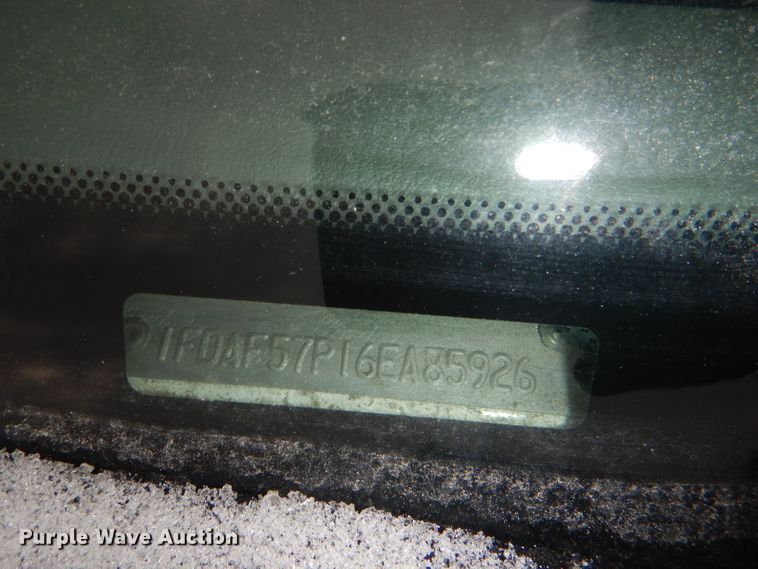 1FDAF57P16EA85926
Purple Wave Auction